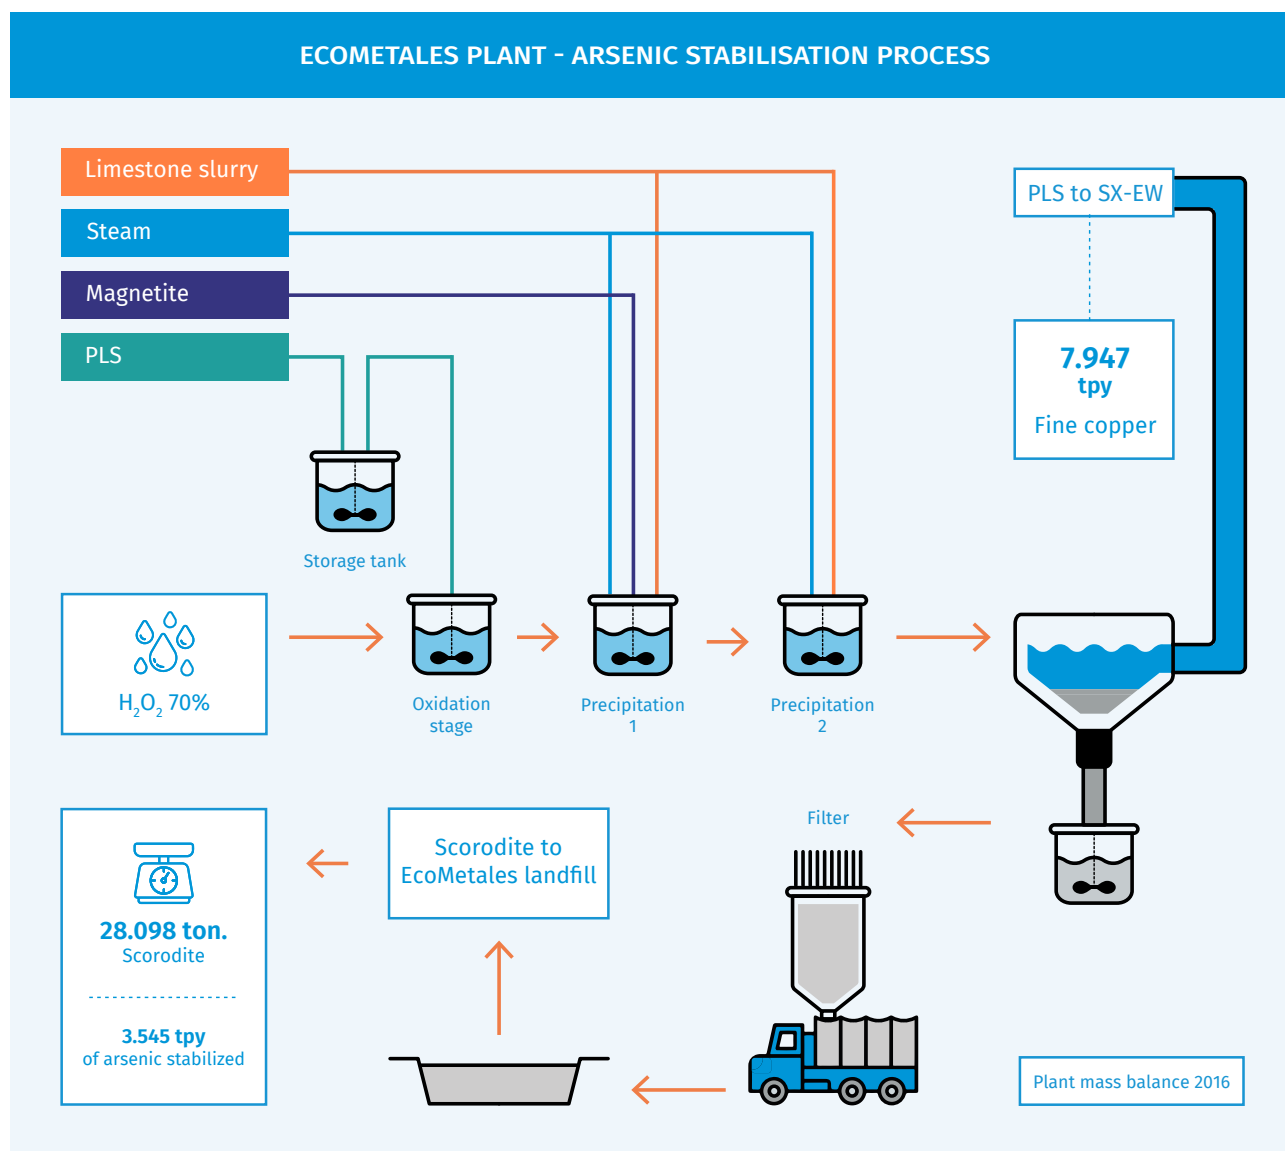 ECOMETALES PLANT - ARSENIC STABILISATION PROCESS
Limestone slurry
Steam
Magnetite
PLS
PLS to SX-EW
7.947
tpy
Fine copper
Storage tank
H₂O₂ 70%
Oxidation
stage
Precipitation
1
Precipitation
2
Filter
Scorodite to
EcoMetales landfill
28.098 ton.
Scorodite
3.545 tpy
of arsenic stabilized
Plant mass balance 2016